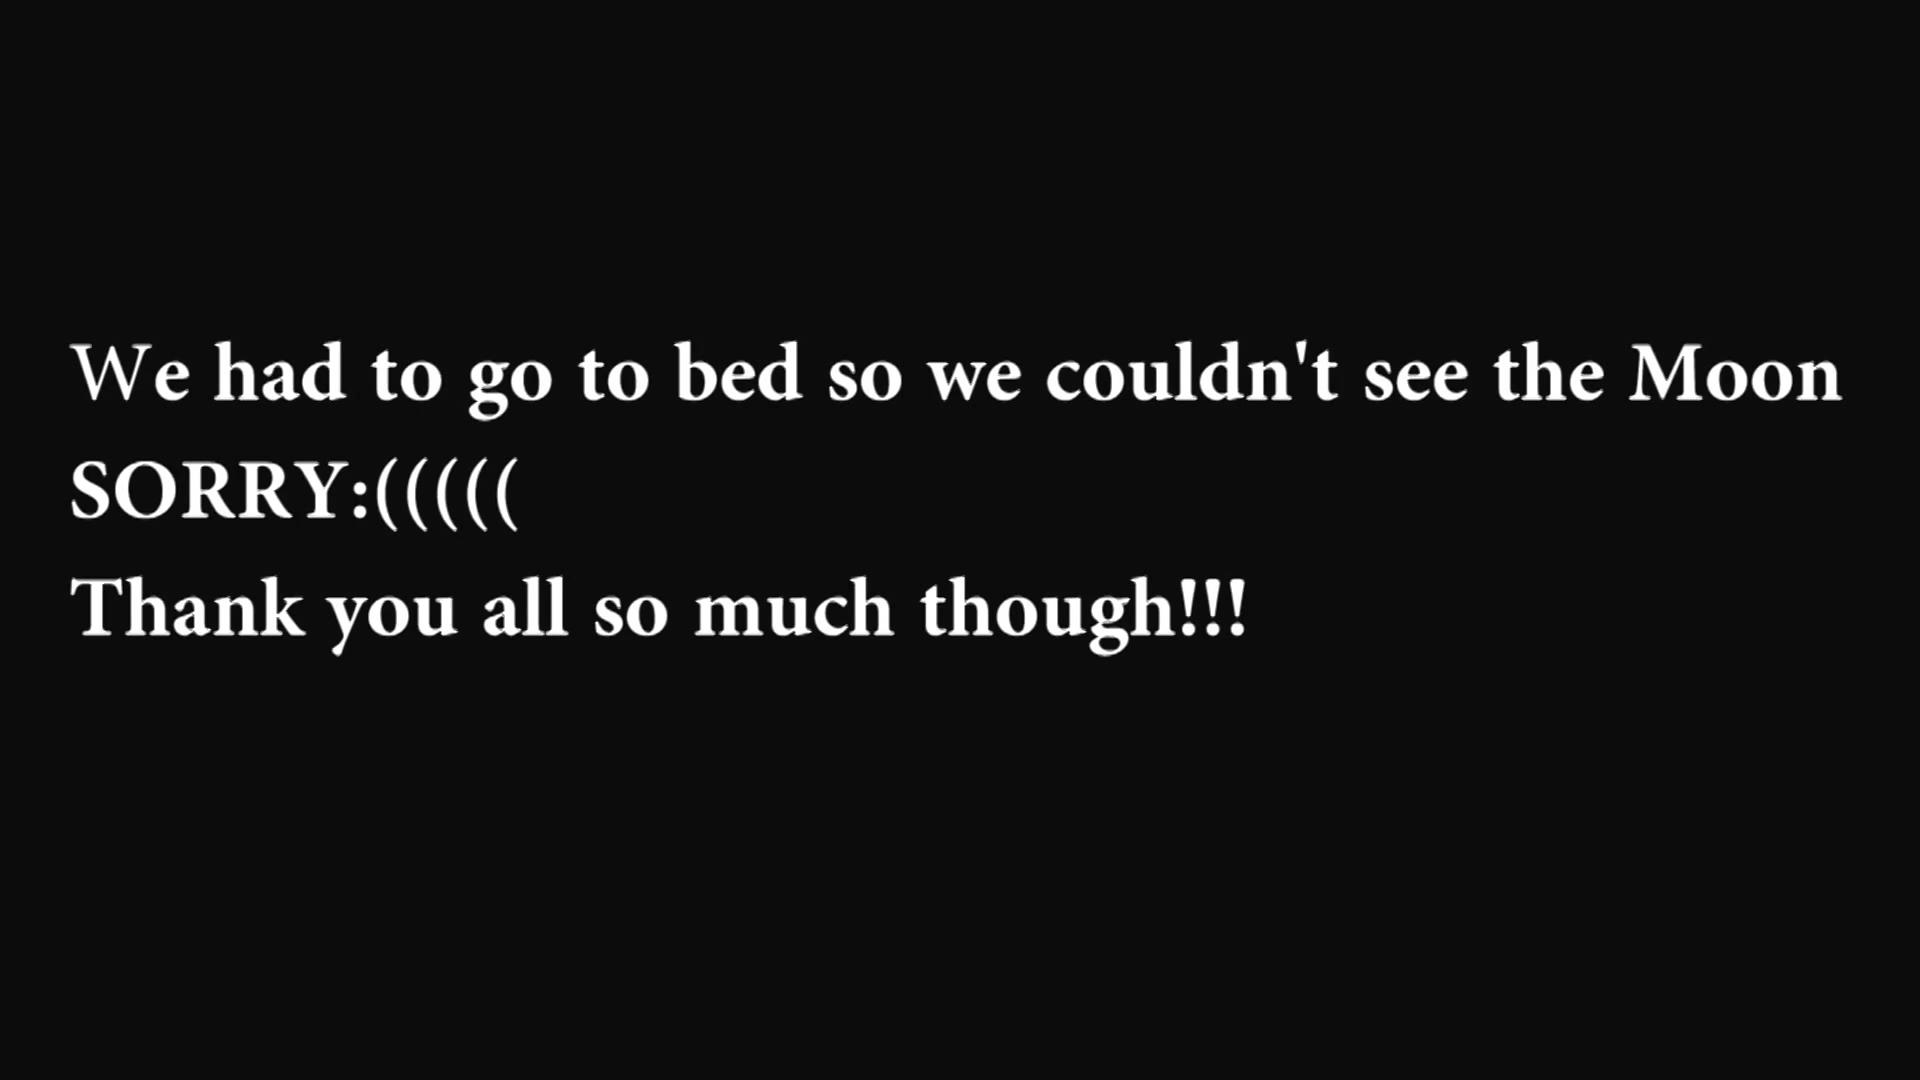 We had to go to bed so we couldn't see the Moon
SORRY:(((((
Thank you all so much though!!!